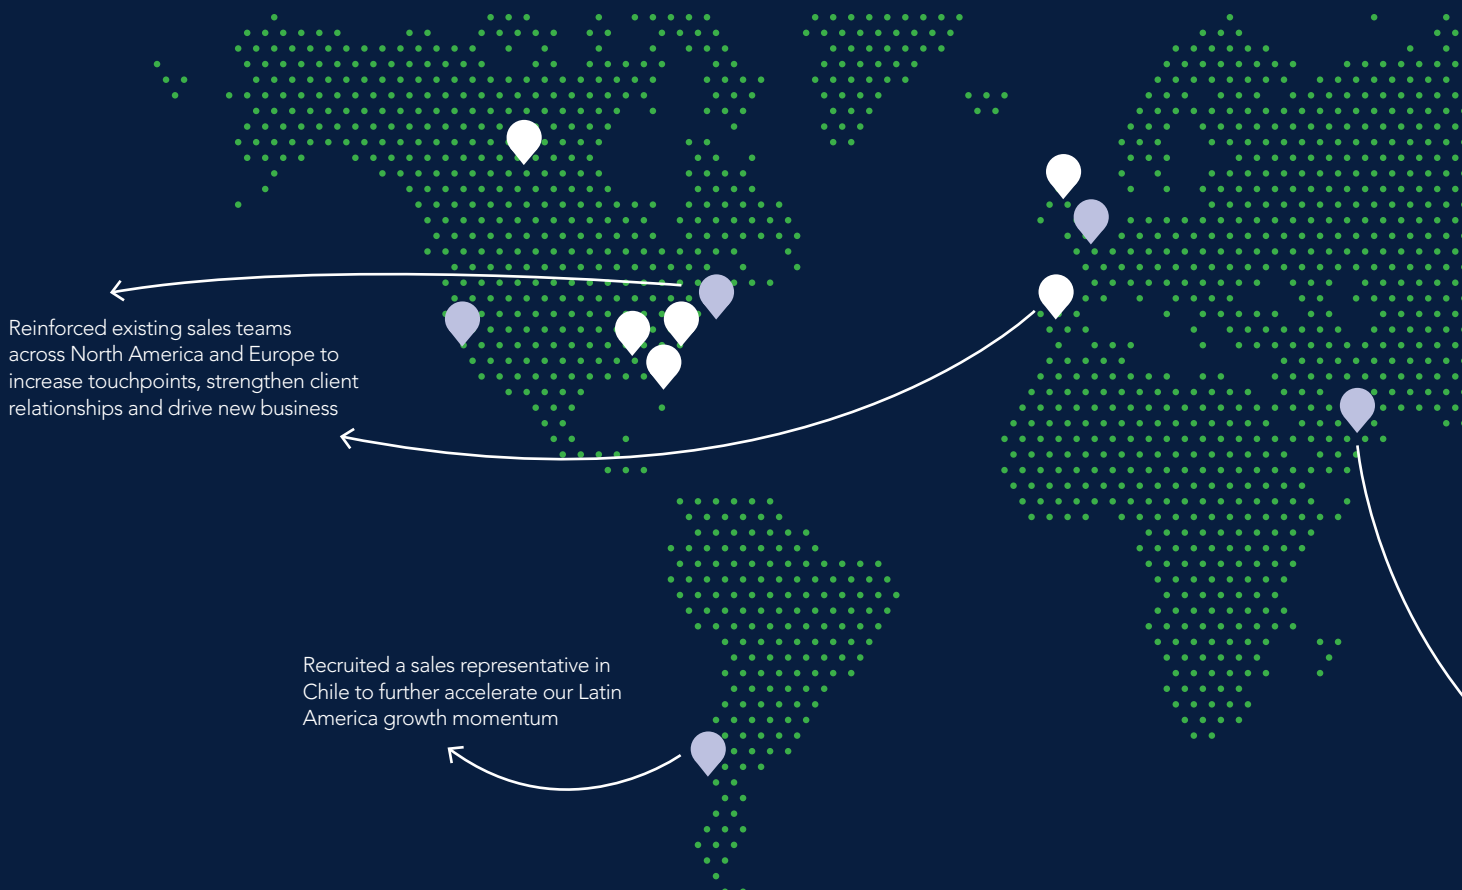 Reinforced existing sales teams
across North America and Europe to
increase touchpoints, strengthen client
relationships and drive new business
Recruited a sales representative in
Chile to further accelerate our Latin
America growth momentum